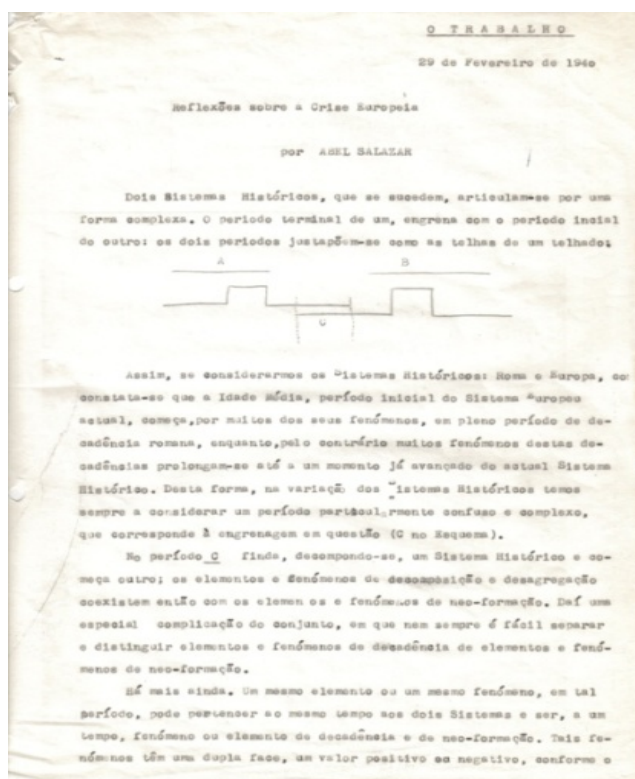 O TRABALHO
29 de Fevereiro de 1940
Reflexões sobre a Crise Europeia
por ABEL SALAZAR
Dois Sistemas Históricos, que se sucedem, articulam-se por uma
forma complexa. O periodo terminal de um, engrena com o periodo incial
do outro: os dois periodos justapõem-se como as telhas de um telhado:
A B
C
Assim, se considerarmos os Sistemas Históricos: Roma e Europa, con
constata-se que a Idade Média, período inicial do Sistema Europeu
actual, começa,por muitos dos seus fenómenos, em pleno período de de-
cadência romana, enquanto,pelo contrário muitos fenómenos destas de-
cadências prolongam-se até a um momento já avançado do actual Sistema
Histórico. Desta forma, na variação dos Sistemas Históricos temos
sempre a considerar um período particularmente confuso e complexo,
que corresponde à engrenagem em questão (C no Esquema).
No período C finda, decompondo-se, um Sistema Histórico e co-
meça outro; os elementos e fenómenos de decomposição e desagregação
coexistem então com os elemen os e fenómenos de neo-formação. Daí uma
especial complicação do conjunto, em que nem sempre é fácil separar
e distinguir elementos e fenómenos de decadência de elementos e fenó-
menos de neo-formação.
Há mais ainda. Um mesmo elemento ou um mesmo fenómeno, em tal
período, pode pertencer ao mesmo tempo aos dois Sistemas e ser, a um
tempo, fenómeno ou elemento de decadência e de neo-formação. Tais fe-
nómenos têm uma dupla face, um valor positivo ou negativo, conforme o